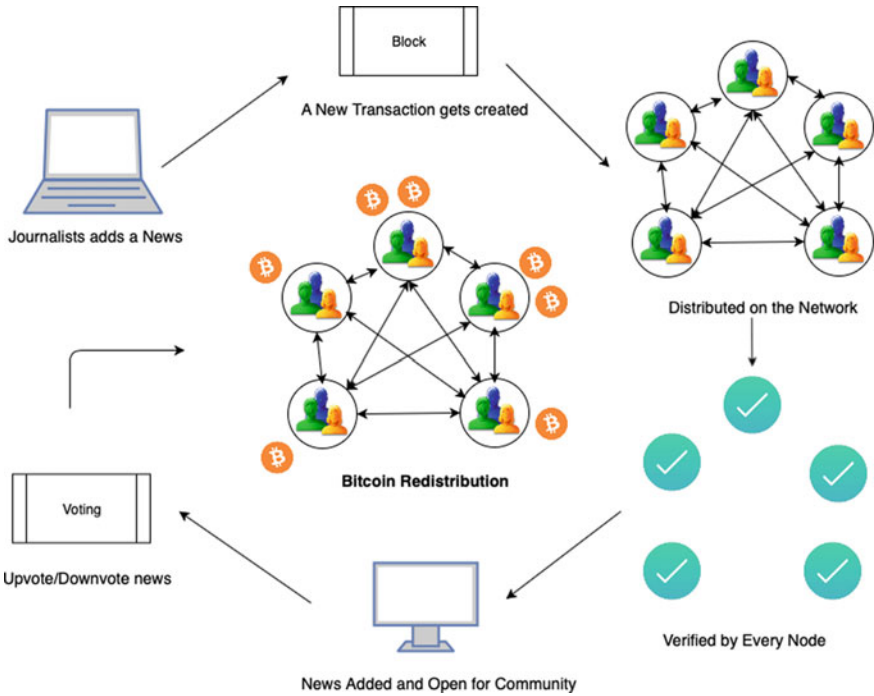 Block
A New Transaction gets created
Journalists adds a News
Distributed on the Network
Bitcoin Redistribution
Voting
Upvote/Downvote news
Verified by Every Node
News Added and Open for Community